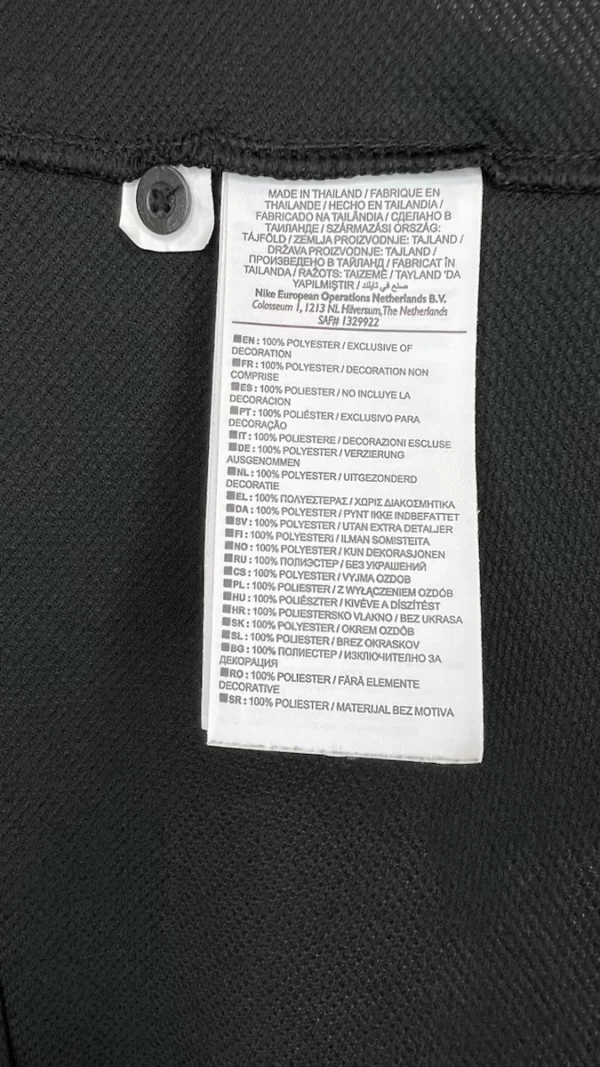 MADE IN THAILAND / FABRIQUE EN
THAILANDE / HECHO EN TAILANDIA /
FABRICADO NA TAILÂNDIA / СДЕЛАНО В
ТАИЛАНДЕ / SZÁRMAZÁSI ORSZÁG:
TÁJFÖLD / ZEMLJA PROIZVODNJE: TAJLAND /
DRŽAVA PROIZVODNJE: TAJLAND /
ПРОИЗВЕДЕНО В ТАЙЛАНД / FABRICAT ÎN
TAILANDA / RAŽOTS: TAIZEMĒ / TAYLAND 'DA
YAPILMIŞTIR / صنع في تايلند
Nike European Operations Netherlands B.V.
Colosseum 1, 1213 NL Hilversum, The Netherlands
SAF# 1329922
EN : 100% POLYESTER / EXCLUSIVE OF
DECORATION
FR : 100% POLYESTER / DECORATION NON
COMPRISE
ES : 100% POLIESTER / NO INCLUYE LA
DECORACION
PT : 100% POLIÉSTER / EXCLUSIVO PARA
DECORAÇÃO
IT : 100% POLIESTERE / DECORAZIONI ESCLUSE
DE : 100% POLYESTER / VERZIERUNG
AUSGENOMMEN
NL : 100% POLYESTER / UITGEZONDERD
DECORATIE
EL : 100% ΠΟΛΥΕΣΤΕΡΑΣ / ΧΩΡΙΣ ΔΙΑΚΟΣΜΗΤΙΚΑ
DA : 100% POLYESTER / PYNT IKKE INDBEFATTET
SV : 100% POLYESTER / UTAN EXTRA DETALJER
FI : 100% POLYESTERI / ILMAN SOMISTEITA
NO : 100% POLYESTER / KUN DEKORASJONEN
RU : 100% ПОЛИЭСТЕР / БЕЗ УКРАШЕНИЙ
CS : 100% POLYESTER / VYJMA OZDOB
PL : 100% POLIESTER / Z WYŁĄCZENIEM OZDÓB
HU : 100% POLIÉSZTER / KIVÉVE A DÍSZÍTÉST
HR : 100% POLIESTERSKO VLAKNO / BEZ UKRASA
SK : 100% POLYESTER / OKREM OZDÔB
SL : 100% POLIESTER / BREZ OKRASKOV
BG : 100% ПОЛИЕСТЕР / ИЗКЛЮЧИТЕЛНО ЗА
ДЕКОРАЦИЯ
RO : 100% POLIESTER / FĂRĂ ELEMENTE
DECORATIVE
SR : 100% POLIESTER / MATERIJAL BEZ MOTIVA